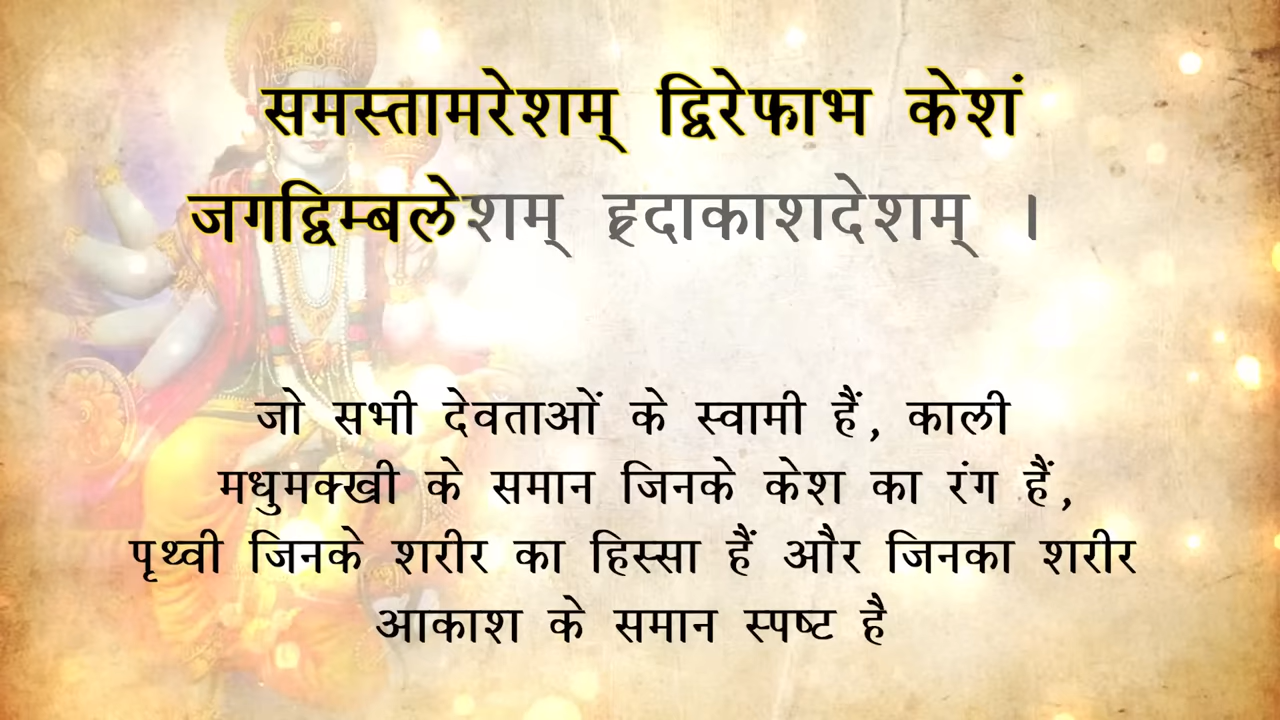 समस्तामरेशम् द्विरेफाभ केशं
जगद्विम्बलेशम् ह्रदाकाशदेशम् ।
जो सभी देवताओं के स्वामी हैं, काली
मधुमक्खी के समान जिनके केश का रंग हैं,
पृथ्वी जिनके शरीर का हिस्सा हैं और जिनका शरीर
आकाश के समान स्पष्ट है